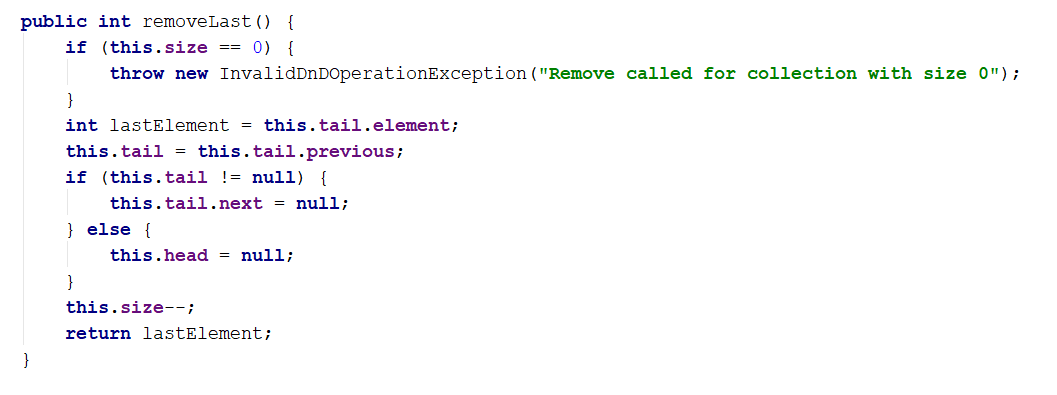 public int removeLast() {
    if (this.size == 0) {
        throw new InvalidDnDOperationException("Remove called for collection with size 0");
    }
    int lastElement = this.tail.element;
    this.tail = this.tail.previous;
    if (this.tail != null) {
        this.tail.next = null;
    } else {
        this.head = null;
    }
    this.size--;
    return lastElement;
}